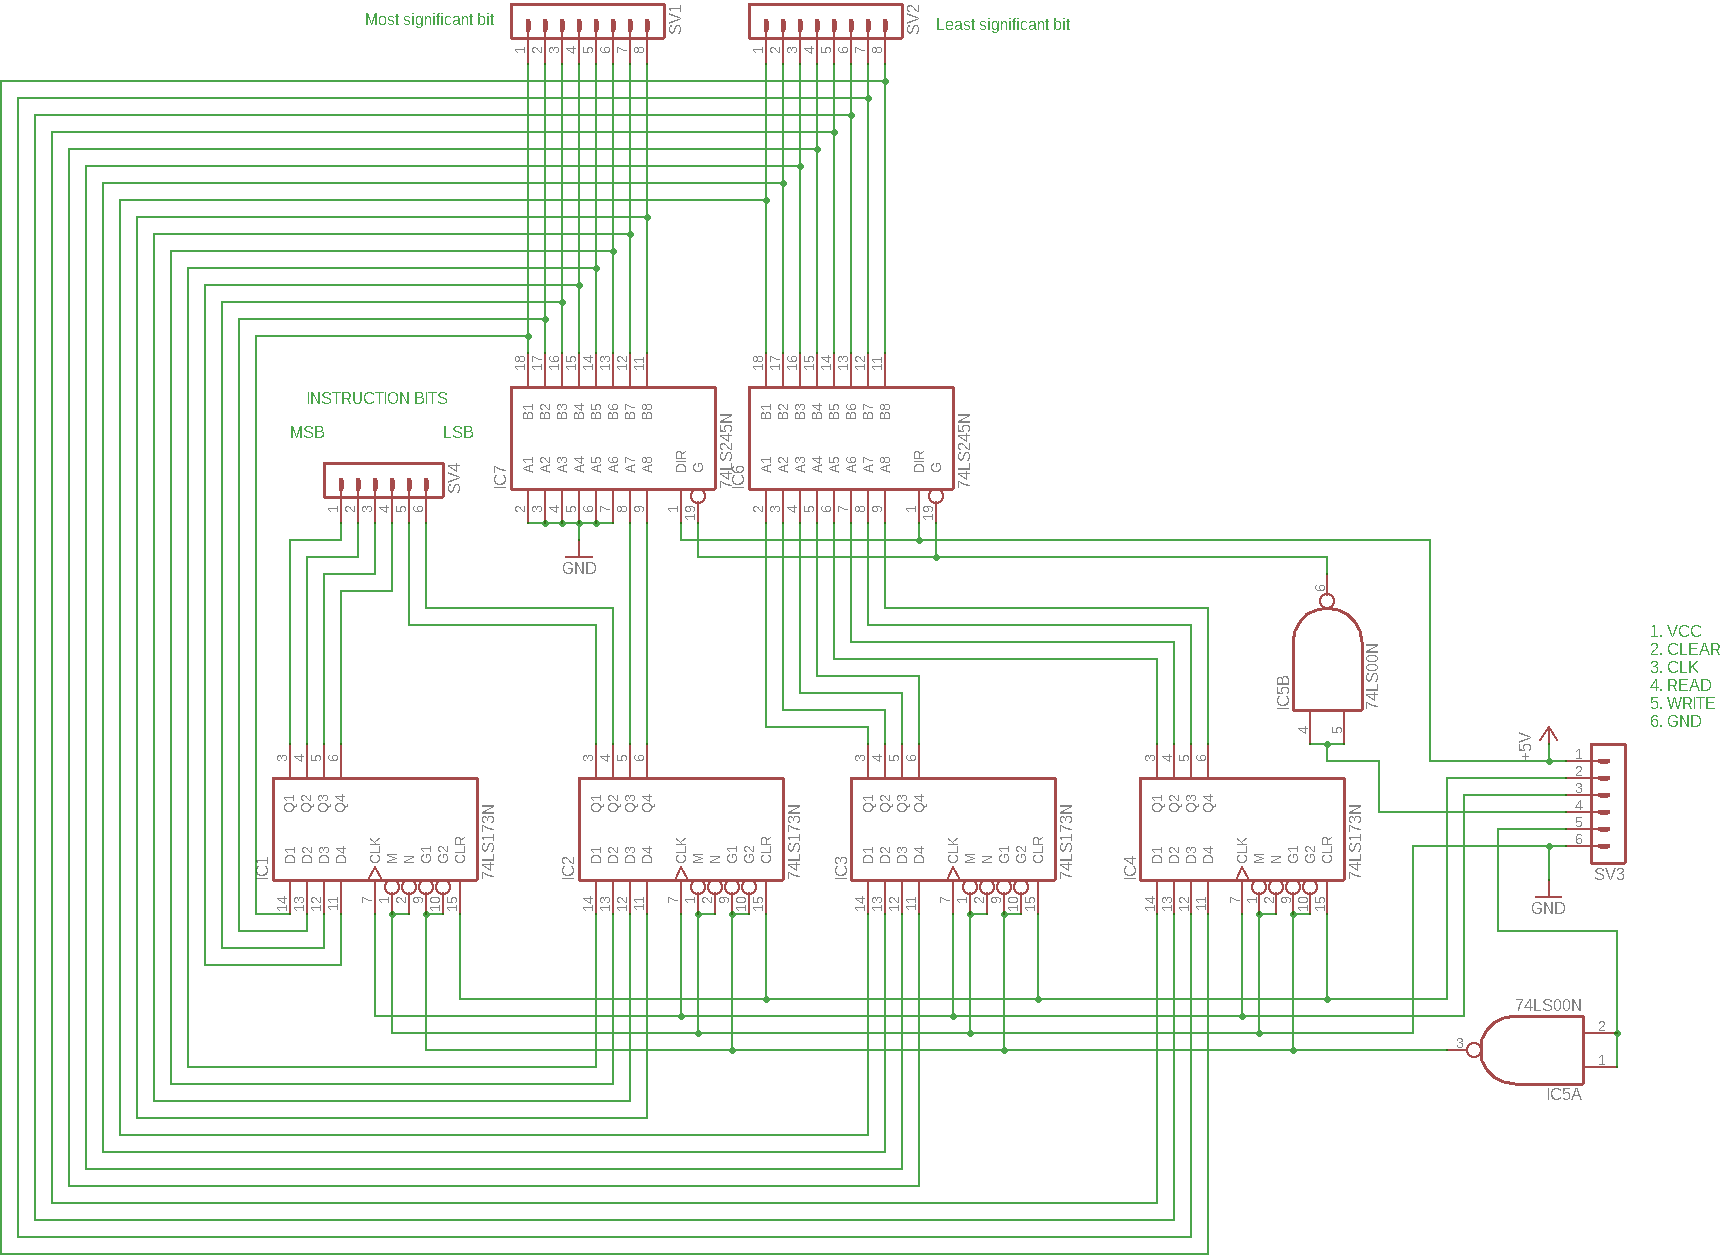 Most significant bit
SV1
1 2 3 4 5 6 7 8
SV2
Least significant bit
1 2 3 4 5 6 7 8
18 17 16 15 14 13 12 11
18 17 16 15 14 13 12 11
INSTRUCTION BITS
MSB LSB
SV4
1 2 3 4 5 6
B1 B2 B3 B4 B5 B6 B7 B8
A1 A2 A3 A4 A5 A6 A7 A8 DIR G
IC7
74LS245N
2 3 4 5 6 7 8 9 1 19
B1 B2 B3 B4 B5 B6 B7 B8
A1 A2 A3 A4 A5 A6 A7 A8 DIR G
IC6
74LS245N
2 3 4 5 6 7 8 9 1 19
GND
6
IC5B
74LS00N
4 5
1. VCC
2. CLEAR
3. CLK
4. READ
5. WRITE
6. GND
+5V
1
2
3
4
5
6
SV3
GND
3 4 5 6
Q1 Q2 Q3 Q4
D1 D2 D3 D4 CLK M N G1 G2 CLR
IC1
74LS173N
14 13 12 11 7 1 2 9 10 15
3 4 5 6
Q1 Q2 Q3 Q4
D1 D2 D3 D4 CLK M N G1 G2 CLR
IC2
74LS173N
14 13 12 11 7 1 2 9 10 15
3 4 5 6
Q1 Q2 Q3 Q4
D1 D2 D3 D4 CLK M N G1 G2 CLR
IC3
74LS173N
14 13 12 11 7 1 2 9 10 15
3 4 5 6
Q1 Q2 Q3 Q4
D1 D2 D3 D4 CLK M N G1 G2 CLR
IC4
74LS173N
14 13 12 11 7 1 2 9 10 15
74LS00N
2
3
1
IC5A